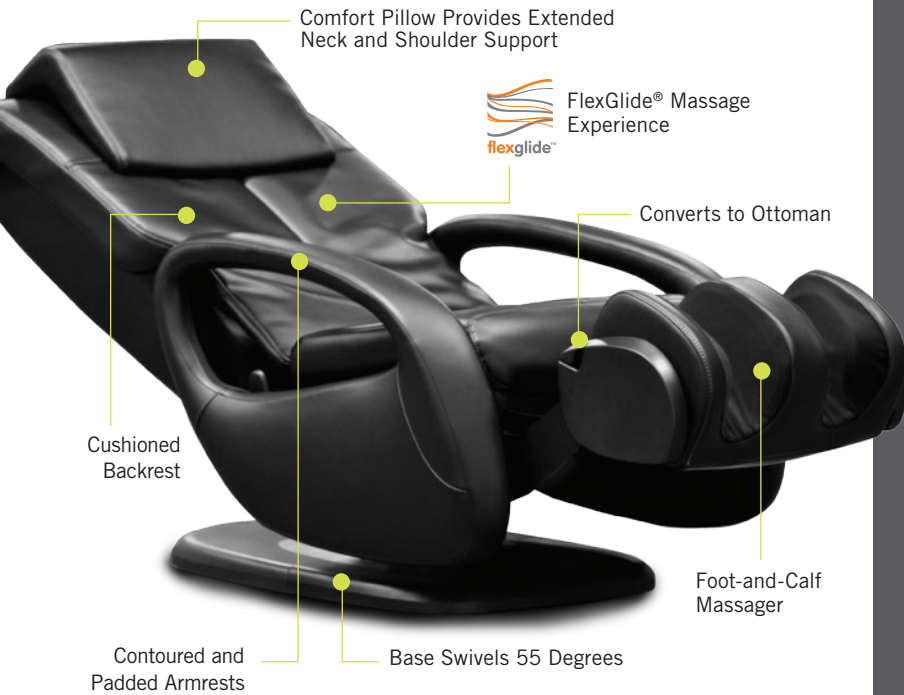 Comfort Pillow Provides Extended
Neck and Shoulder Support
FlexGlide® Massage
Experience
flexglide™
Converts to Ottoman
Cushioned
Backrest
Foot-and-Calf
Massager
Contoured and
Padded Armrests
Base Swivels 55 Degrees